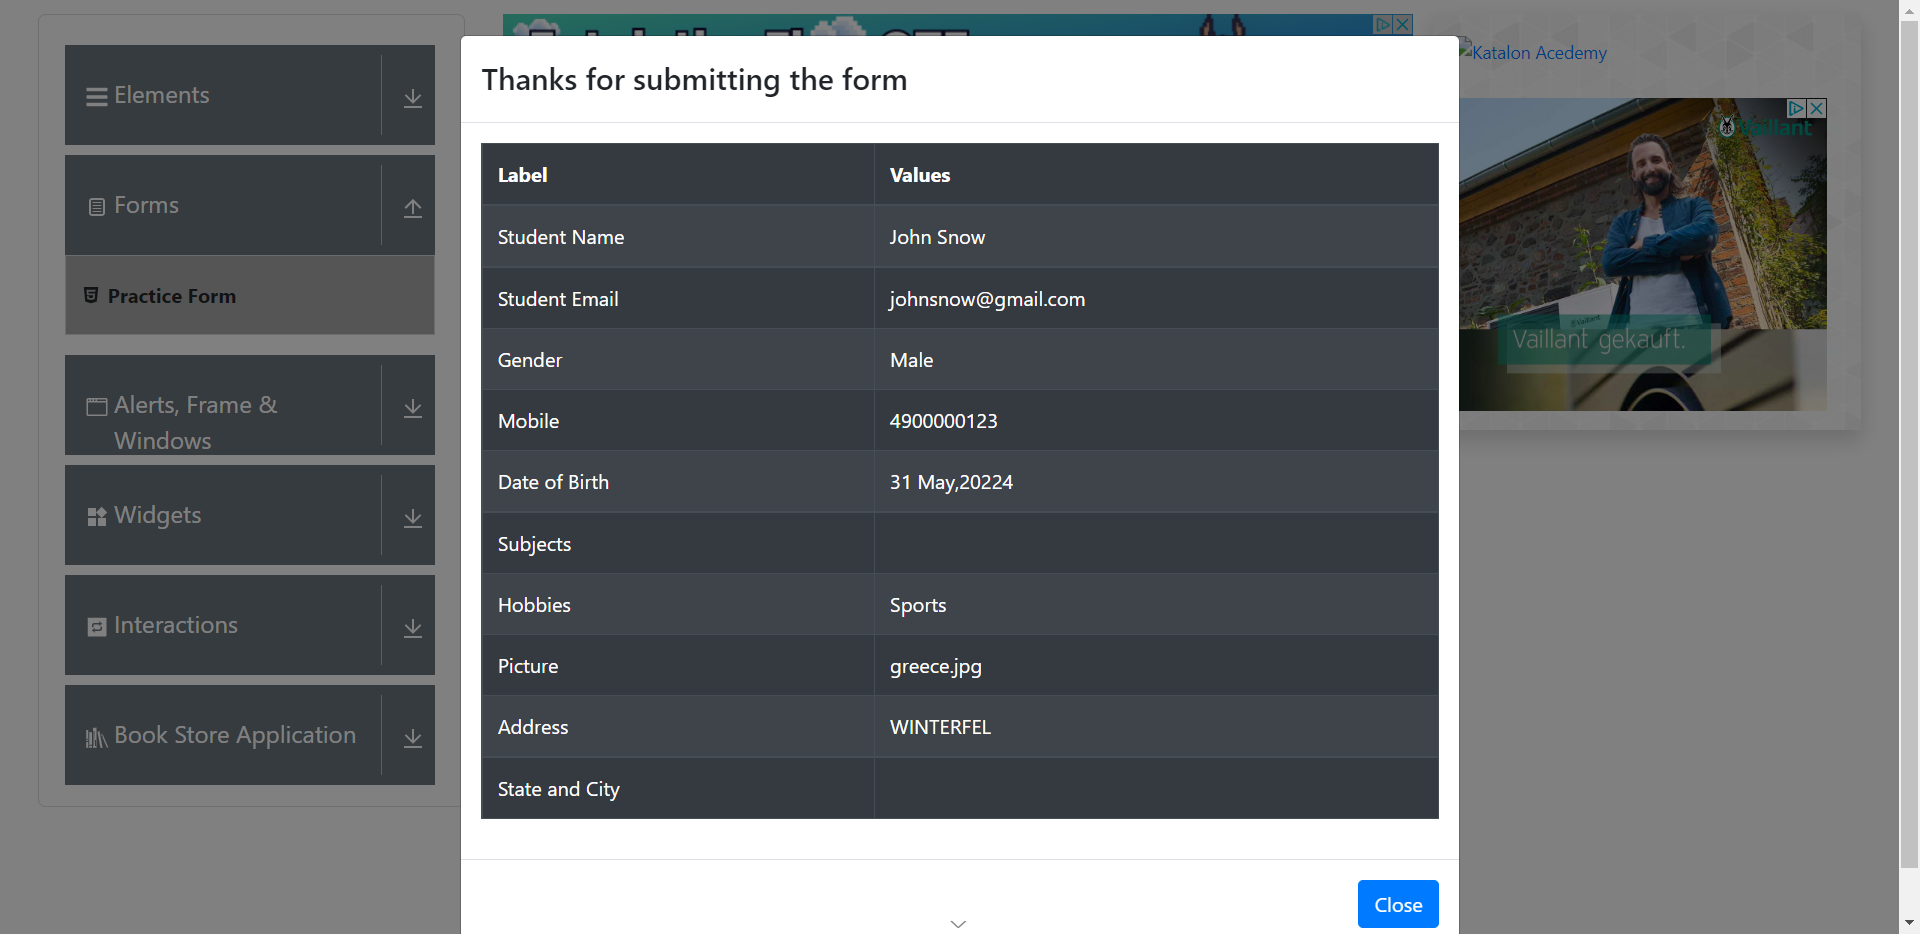 Elements
Forms
Practice Form
Alerts, Frame &
Windows
Widgets
Interactions
Book Store Application
Thanks for submitting the form
Label Values
Student Name John Snow
Student Email johnsnow@gmail.com
Gender Male
Mobile 4900000123
Date of Birth 31 May,20224
Subjects
Hobbies Sports
Picture greece.jpg
Address WINTERFEL
State and City
Close
Katalon Acedemy
Vaillant
Vaillant gekauft.